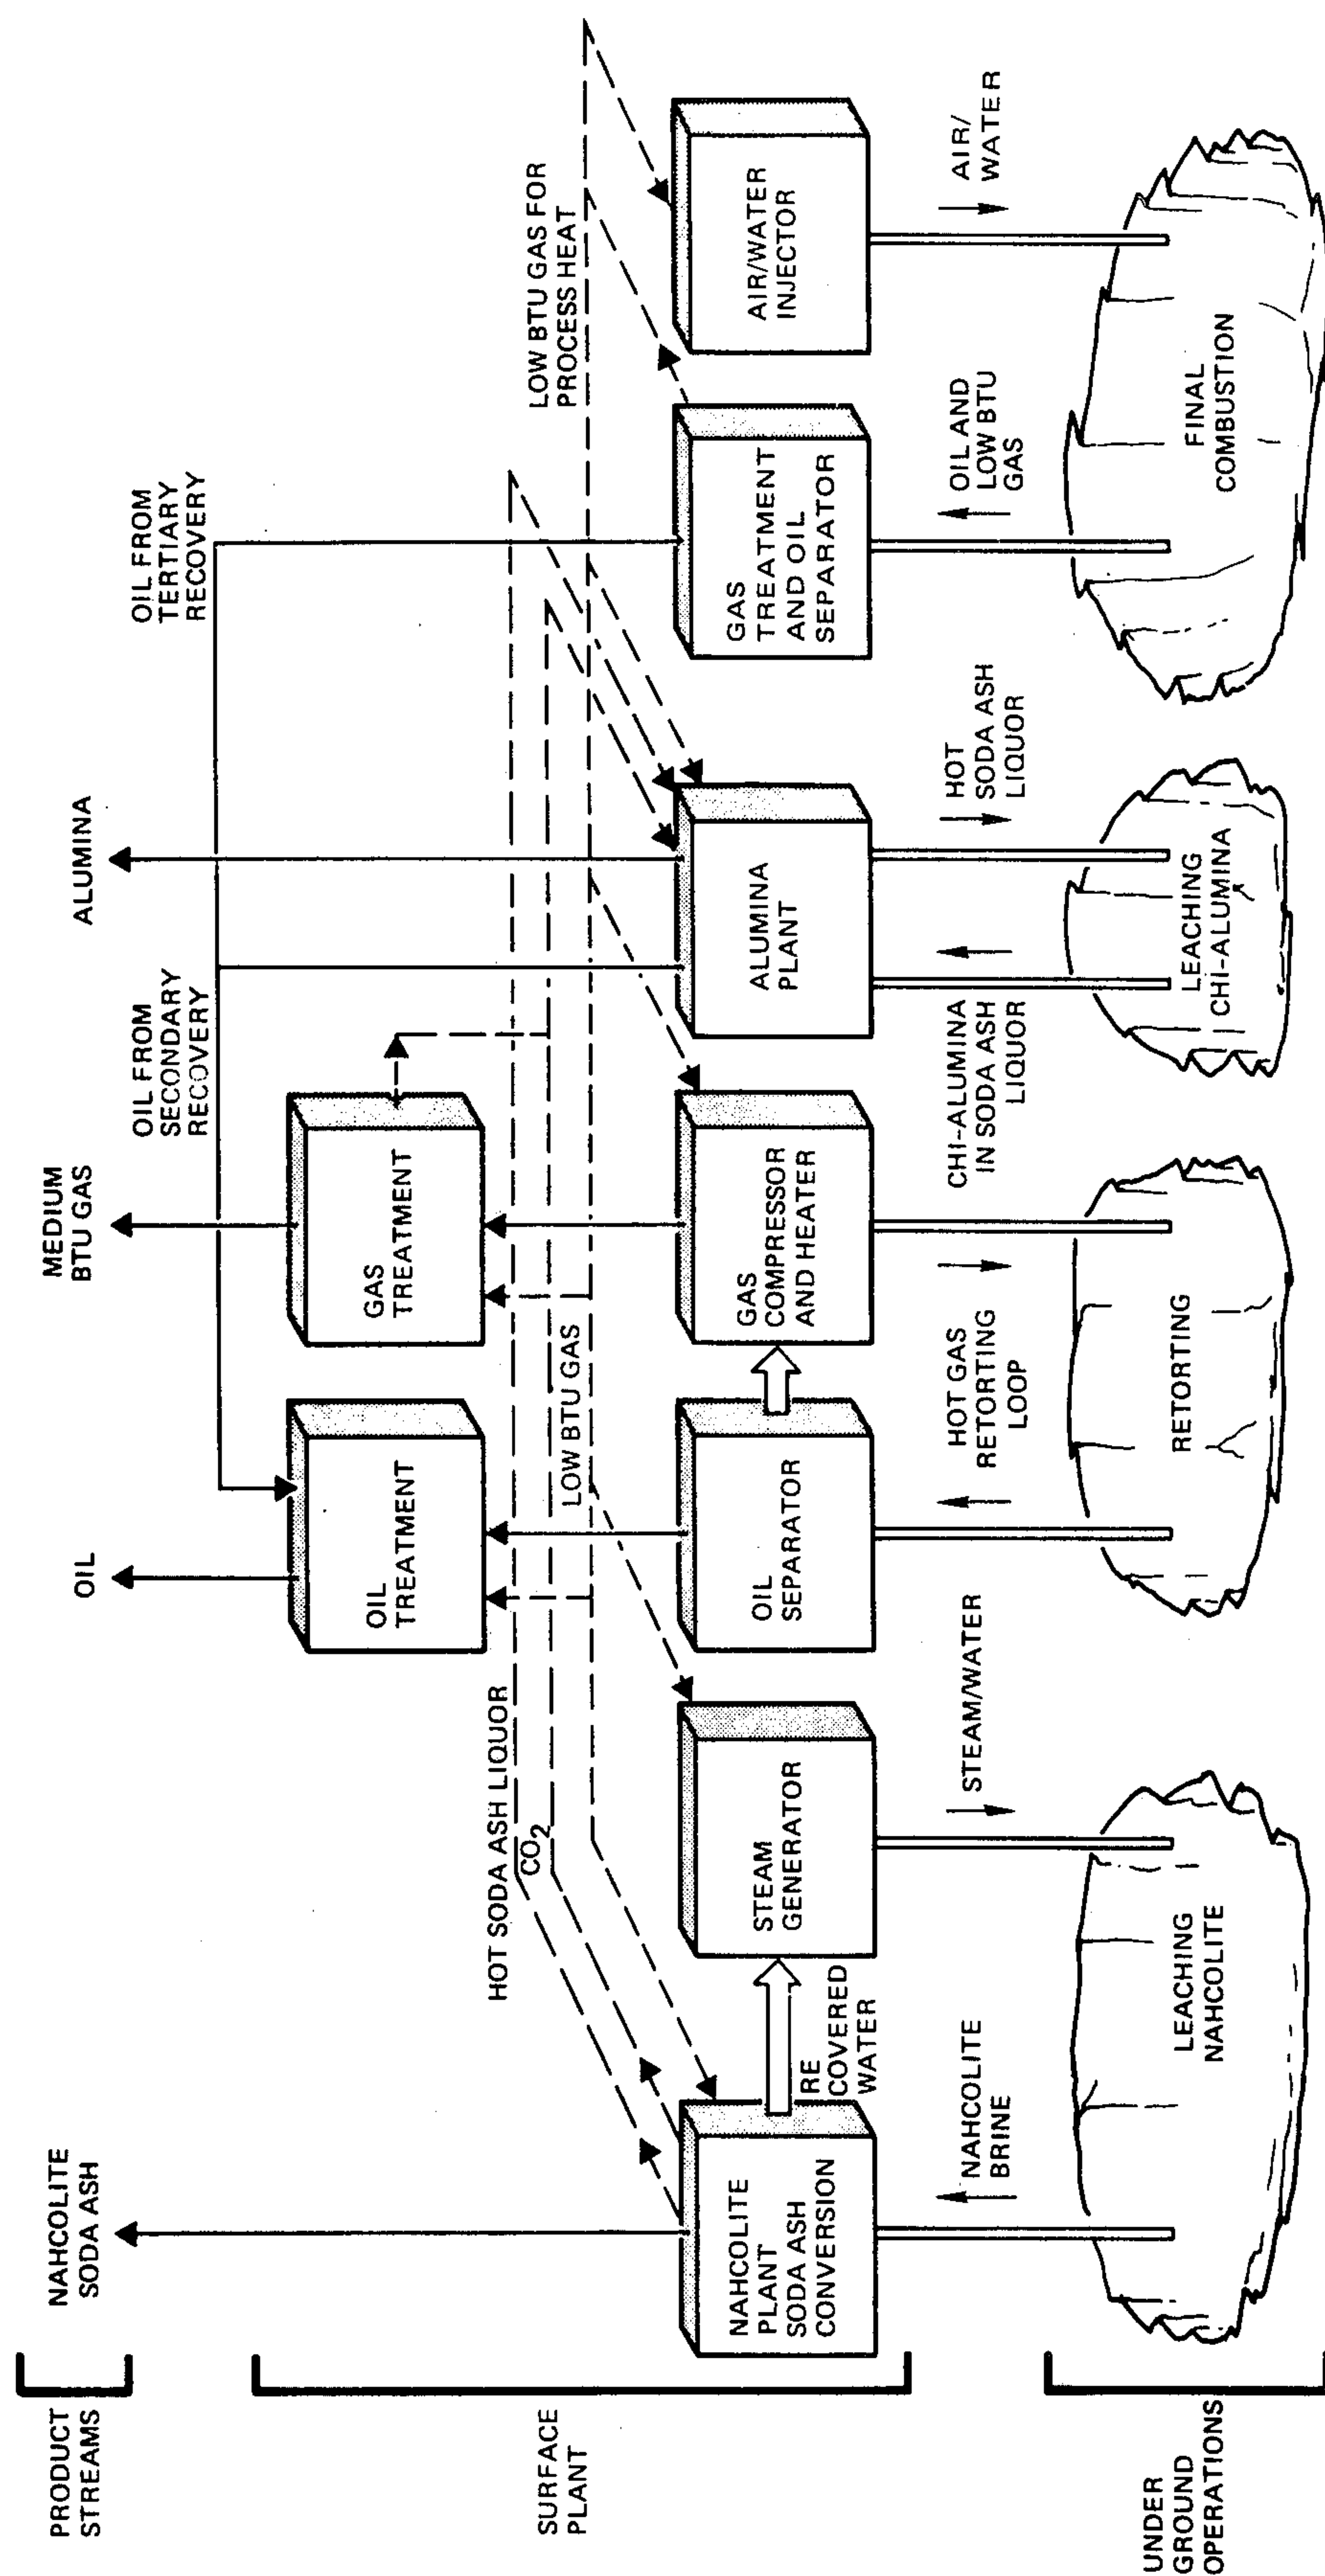 PRODUCT
STREAMS
NAHCOLITE
SODA ASH
OIL
MEDIUM
BTU GAS
ALUMINA
OIL FROM
SECONDARY
RECOVERY
OIL FROM
TERTIARY
RECOVERY
SURFACE
PLANT
OIL
TREATMENT
GAS
TREATMENT
HOT SODA ASH LIQUOR
CO2
LOW BTU GAS
LOW BTU GAS FOR
PROCESS HEAT
NAHCOLITE
PLANT
SODA ASH
CONVERSION
RE
COVERED
WATER
STEAM
GENERATOR
OIL
SEPARATOR
GAS
COMPRESSOR
AND HEATER
ALUMINA
PLANT
GAS
TREATMENT
AND OIL
SEPARATOR
AIR/WATER
INJECTOR
NAHCOLITE
BRINE
STEAM/WATER
HOT GAS
RETORTING
LOOP
CHI-ALUMINA
IN SODA ASH
LIQUOR
HOT
SODA ASH
LIQUOR
OIL AND
LOW BTU
GAS
AIR/
WATER
UNDER
GROUND
OPERATIONS
LEACHING
NAHCOLITE
RETORTING
LEACHING
CHI-ALUMINA
FINAL
COMBUSTION